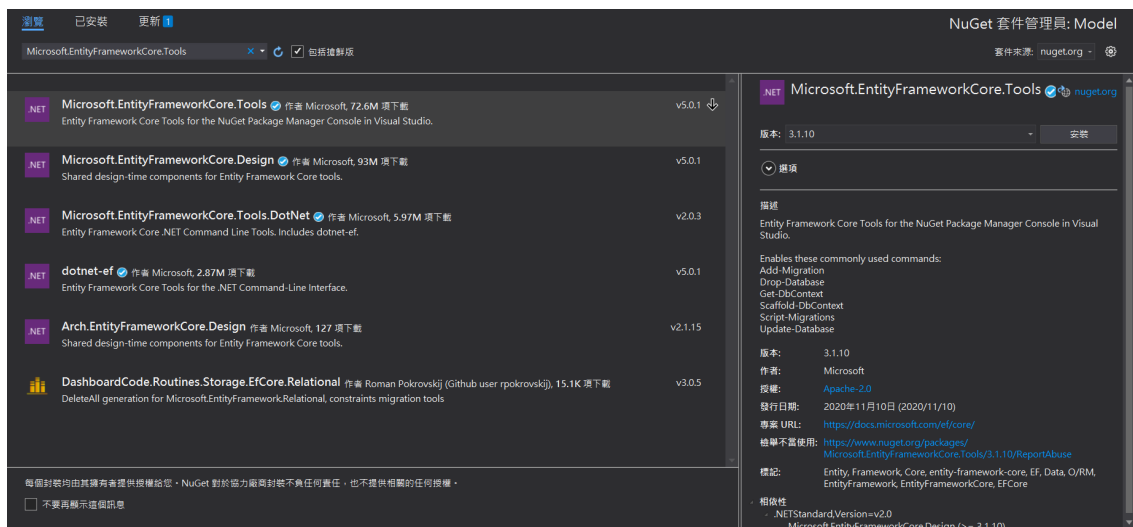 瀏覽 已安裝 更新 1
NuGet 套件管理員: Model
Microsoft.EntityFrameworkCore.Tools
包括搶鮮版
套件來源: nuget.org
.NET
Microsoft.EntityFrameworkCore.Tools 作者 Microsoft, 72.6M 項下載 v5.0.1
Entity Framework Core Tools for the NuGet Package Manager Console in Visual Studio.
.NET
Microsoft.EntityFrameworkCore.Design 作者 Microsoft, 93M 項下載 v5.0.1
Shared design-time components for Entity Framework Core tools.
.NET
Microsoft.EntityFrameworkCore.Tools.DotNet 作者 Microsoft, 5.97M 項下載 v2.0.3
Entity Framework Core .NET Command Line Tools. Includes dotnet-ef.
.NET
dotnet-ef 作者 Microsoft, 2.87M 項下載 v5.0.1
Entity Framework Core Tools for the .NET Command-Line Interface.
.NET
Arch.EntityFrameworkCore.Design 作者 Microsoft, 127 項下載 v2.1.15
Shared design-time components for Entity Framework Core tools.
DashboardCode.Routines.Storage.EfCore.Relational 作者 Roman Pokrovskij (Github user rpokrovskij), 15.1K 項下載 v3.0.5
DeleteAll generation for Microsoft.EntityFramework.Relational, constraints migration tools
每個封裝均由其擁有者提供授權給您。NuGet 對於協力廠商封裝不負任何責任，也不提供相關的任何授權。
不要再顯示這個訊息
.NET
Microsoft.EntityFrameworkCore.Tools nuget.org
版本: 3.1.10 安裝
選項
描述
Entity Framework Core Tools for the NuGet Package Manager Console in Visual
Studio.
Enables these commonly used commands:
Add-Migration
Drop-Database
Get-DbContext
Scaffold-DbContext
Script-Migrations
Update-Database
版本: 3.1.10
作者: Microsoft
授權: Apache-2.0
發行日期: 2020年11月10日 (2020/11/10)
專案 URL: https://docs.microsoft.com/ef/core/
檢舉不當使用: https://www.nuget.org/packages/
Microsoft.EntityFrameworkCore.Tools/3.1.10/ReportAbuse
標記: Entity, Framework, Core, entity-framework-core, EF, Data, O/RM,
EntityFramework, EntityFrameworkCore, EFCore
相依性
.NETStandard,Version=v2.0
Microsoft.EntityFrameworkCore.Design (>= 3.1.10)